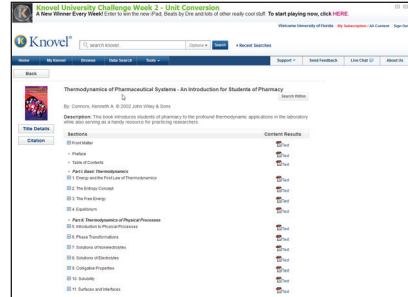 Knovel University Challenge Week 2 - Unit Conversion
A New Winner Every Week! Enter to win the new iPad, Beats by Dre and lots of other really cool stuff. To start playing now, click HERE.
Welcome University of Florida My Subscription / All Content Sign Out
Knovel
search knovel... Options Search Recent Searches
Home My Knovel Browse Data Search Tools Support Send Feedback Live Chat About Us
Back
Thermodynamics of Pharmaceutical Systems - An Introduction for Students of Pharmacy
Search Within
By: Connors, Kenneth A. © 2002 John Wiley & Sons
Description: This book introduces students of pharmacy to the profound thermodynamic applications in the laboratory
while also serving as a handy resource for practicing researchers.
Title Details
Citation
Sections Content Results
Front Matter Text
Preface
Table of Contents Text
Part I: Basic Thermodynamics
1. Energy and the First Law of Thermodynamics Text
2. The Entropy Concept Text
3. The Free Energy Text
4. Equilibrium Text
Part II: Thermodynamics of Physical Processes
5. Introduction to Physical Processes Text
6. Phase Transformations Text
7. Solutions of Nonelectrolytes Text
8. Solutions of Electrolytes Text
9. Colligative Properties Text
10. Solubility Text
11. Surfaces and Interfaces Text